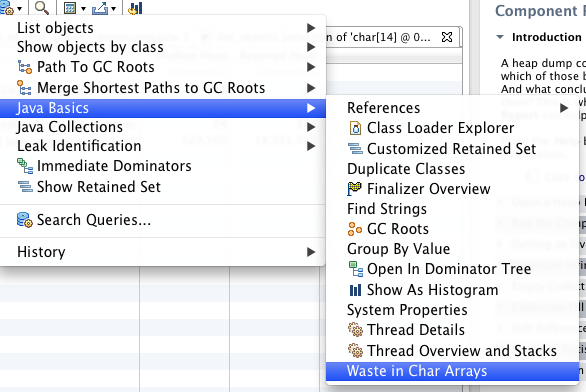 Component R
n of 'char[14] @ 0...
Introduction
A heap dump co
which of those b
And what conclu
List objects
Show objects by class
Path To GC Roots
Merge Shortest Paths to GC Roots
Java Basics
Java Collections
Leak Identification
Immediate Dominators
Show Retained Set
Search Queries...
History
References
Class Loader Explorer
Customized Retained Set
Duplicate Classes
Finalizer Overview
Find Strings
GC Roots
Group By Value
Open In Dominator Tree
Show As Histogram
System Properties
Thread Details
Thread Overview and Stacks
Waste in Char Arrays